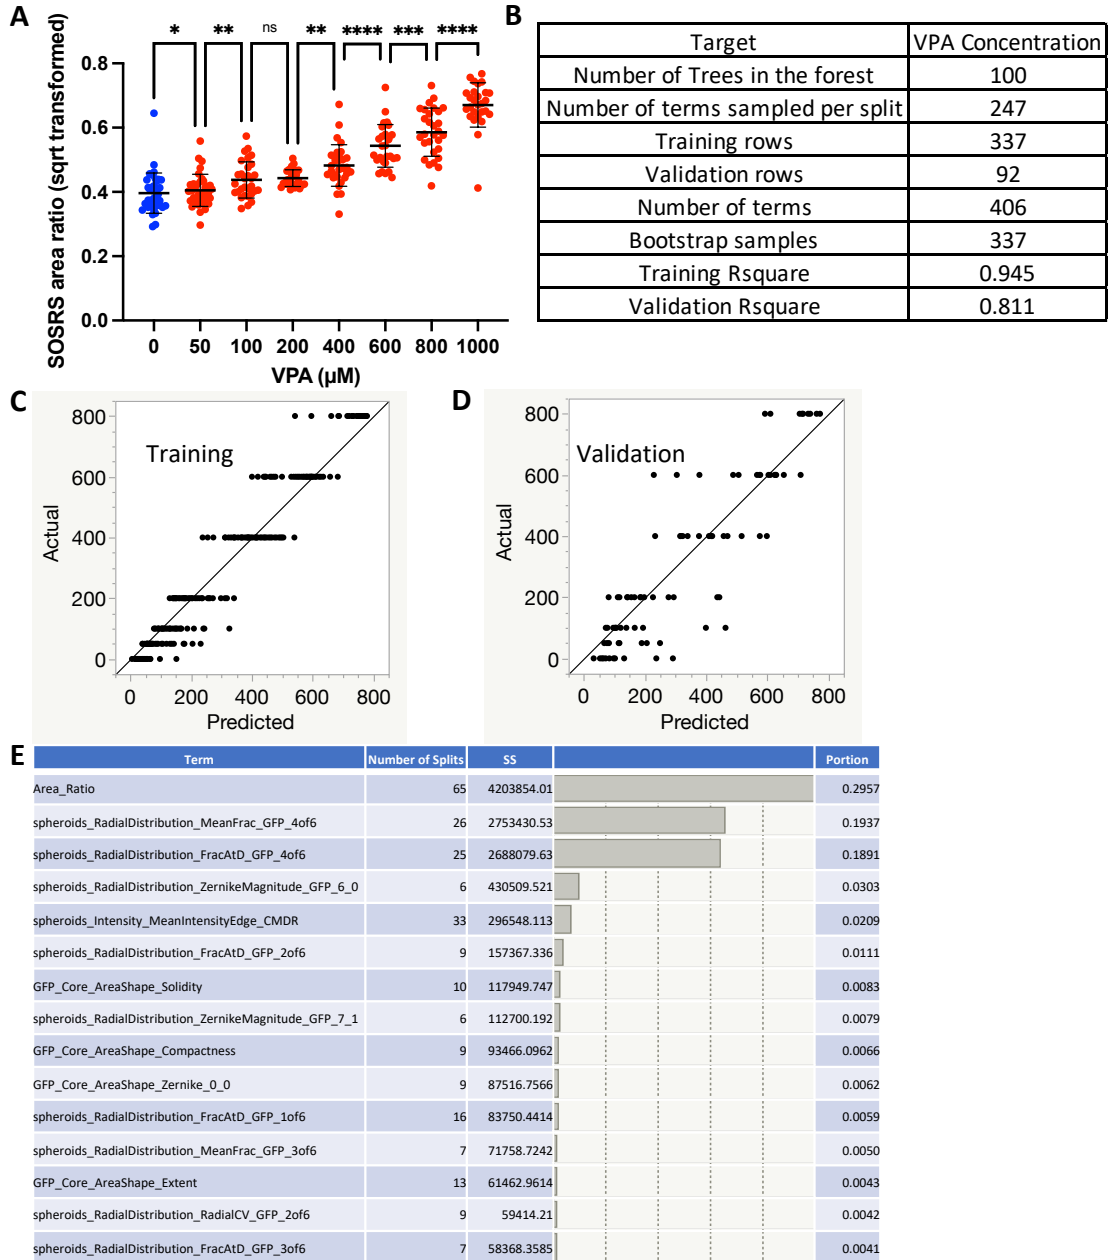 A
* ** ns ** **** *** ****
SOSRS area ratio (sqrt transformed)
0.8
0.6
0.4
0.2
0.0
0 50 100 200 400 600 800 1000
VPA (µM)
B
Target VPA Concentration
Number of Trees in the forest 100
Number of terms sampled per split 247
Training rows 337
Validation rows 92
Number of terms 406
Bootstrap samples 337
Training Rsquare 0.945
Validation Rsquare 0.811
C
Training
Actual
800
600
400
200
0
0 200 400 600 800
Predicted
D
Validation
Actual
800
600
400
200
0
0 200 400 600 800
Predicted
E
Term Number of Splits SS Portion
Area_Ratio 65 4203854.01 0.2957
spheroids_RadialDistribution_MeanFrac_GFP_4of6 26 2753430.53 0.1937
spheroids_RadialDistribution_FracAtD_GFP_4of6 25 2688079.63 0.1891
spheroids_RadialDistribution_ZernikeMagnitude_GFP_6_0 6 430509.521 0.0303
spheroids_Intensity_MeanIntensityEdge_CMDR 33 296548.113 0.0209
spheroids_RadialDistribution_FracAtD_GFP_2of6 9 157367.336 0.0111
GFP_Core_AreaShape_Solidity 10 117949.747 0.0083
spheroids_RadialDistribution_ZernikeMagnitude_GFP_7_1 6 112700.192 0.0079
GFP_Core_AreaShape_Compactness 9 93466.0962 0.0066
GFP_Core_AreaShape_Zernike_0_0 9 87516.7566 0.0062
spheroids_RadialDistribution_FracAtD_GFP_1of6 16 83750.4414 0.0059
spheroids_RadialDistribution_MeanFrac_GFP_3of6 7 71758.7242 0.0050
GFP_Core_AreaShape_Extent 13 61462.9614 0.0043
spheroids_RadialDistribution_RadialCV_GFP_2of6 9 59414.21 0.0042
spheroids_RadialDistribution_FracAtD_GFP_3of6 7 58368.3585 0.0041